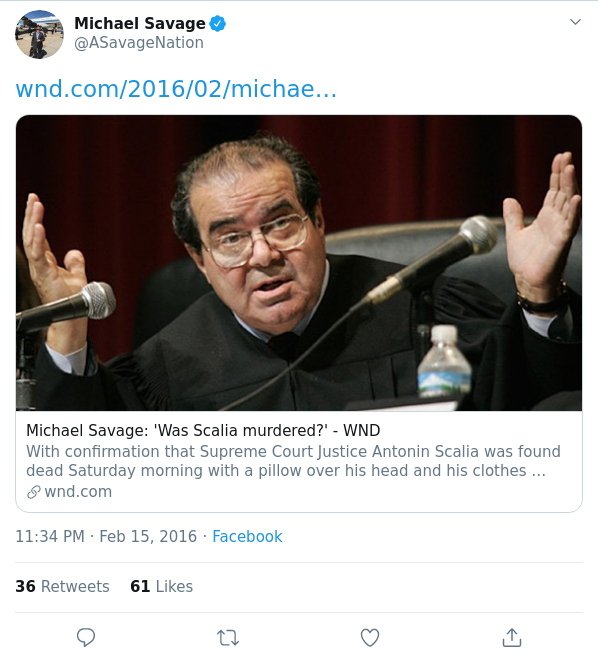 Michael Savage
@ASavageNation
wnd.com/2016/02/michae…
Michael Savage: 'Was Scalia murdered?' - WND
With confirmation that Supreme Court Justice Antonin Scalia was found
dead Saturday morning with a pillow over his head and his clothes …
wnd.com
11:34 PM · Feb 15, 2016 · Facebook
36 Retweets 61 Likes